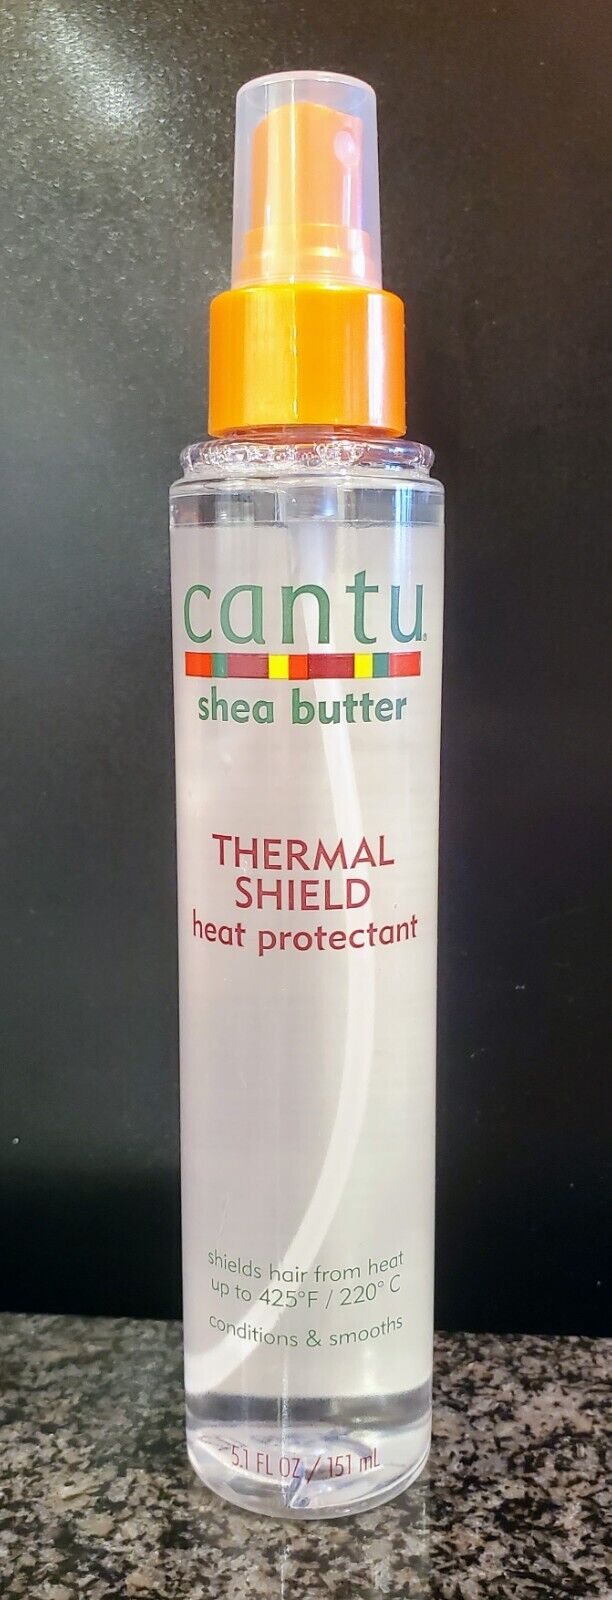 cantu®
shea butter
THERMAL
SHIELD
heat protectant
shields hair from heat
up to 425°F / 220° C
conditions & smooths
5.1 FL OZ / 151 mL